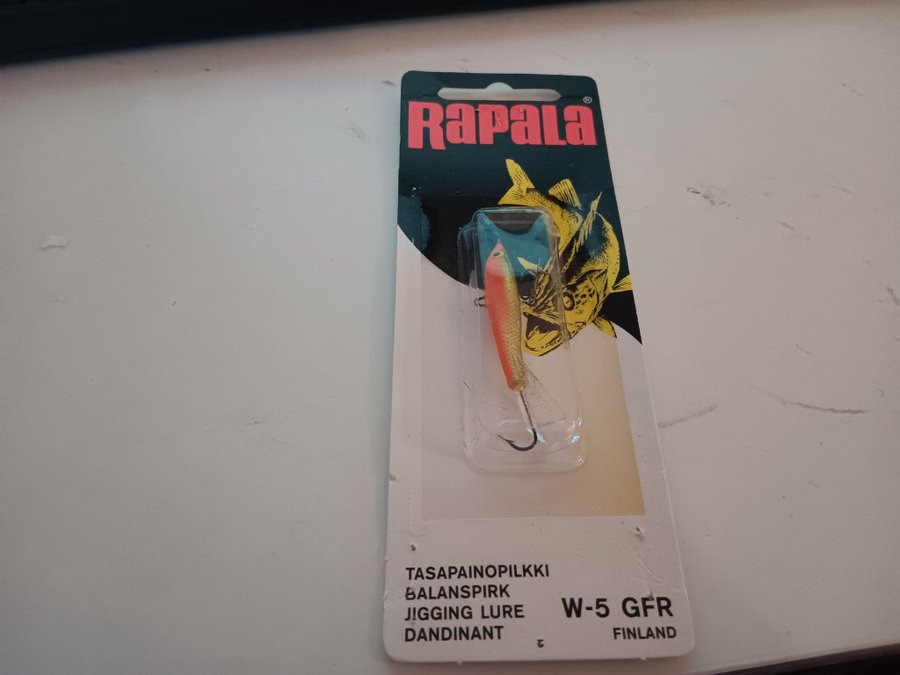 RAPALA®
TASAPAINOPILKKI
BALANSPIRK
JIGGING LURE
DANDINANT
W-5 GFR
FINLAND